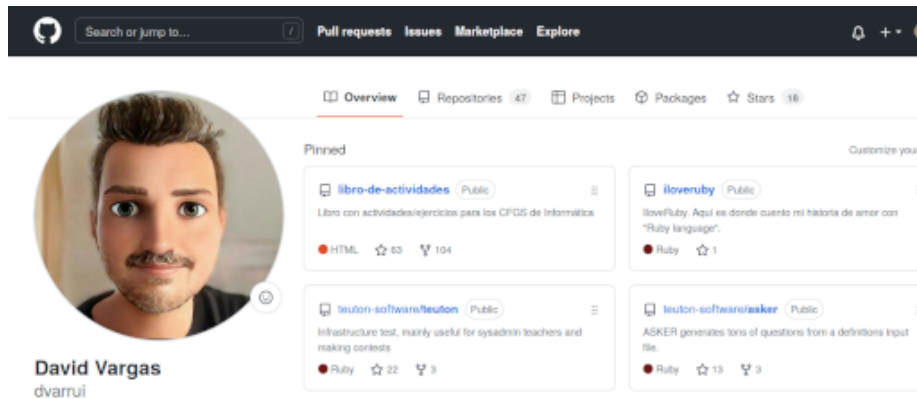 Search or jump to... /
Pull requests Issues Marketplace Explore
Overview Repositories 47 Projects Packages Stars 18
Pinned
Customize your
libro-de-actividades Public
Libro con actividades/ejercicios para los CFGS de Informática
HTML 63 104
iloveruby Public
IloveRuby. Aquí es donde cuento mi historia de amor con
"Ruby language".
Ruby 1
teuton-software/teuton Public
Infrastructure test, mainly useful for sysadmin teachers and
making contests
Ruby 22 3
teuton-software/asker Public
ASKER generates tons of questions from a definitions input
file.
Ruby 13 3
David Vargas
dvarrui